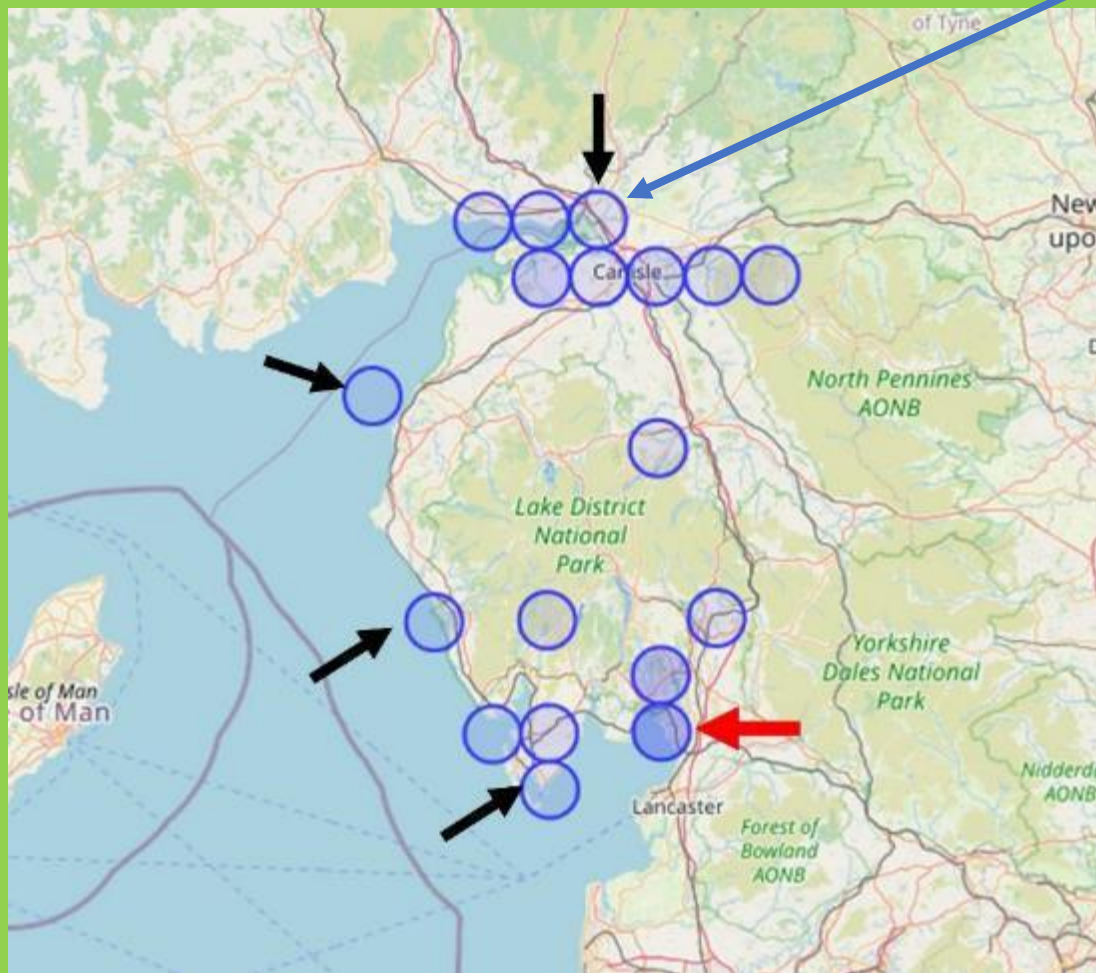 of Tyne
New
upo
Carlisle
North Pennines
AONB
Lake District
National
Park
Yorkshire
Dales National
Park
sle of Man
e of Man
Nidderd
AONB
Lancaster
Forest of
Bowland
AONB